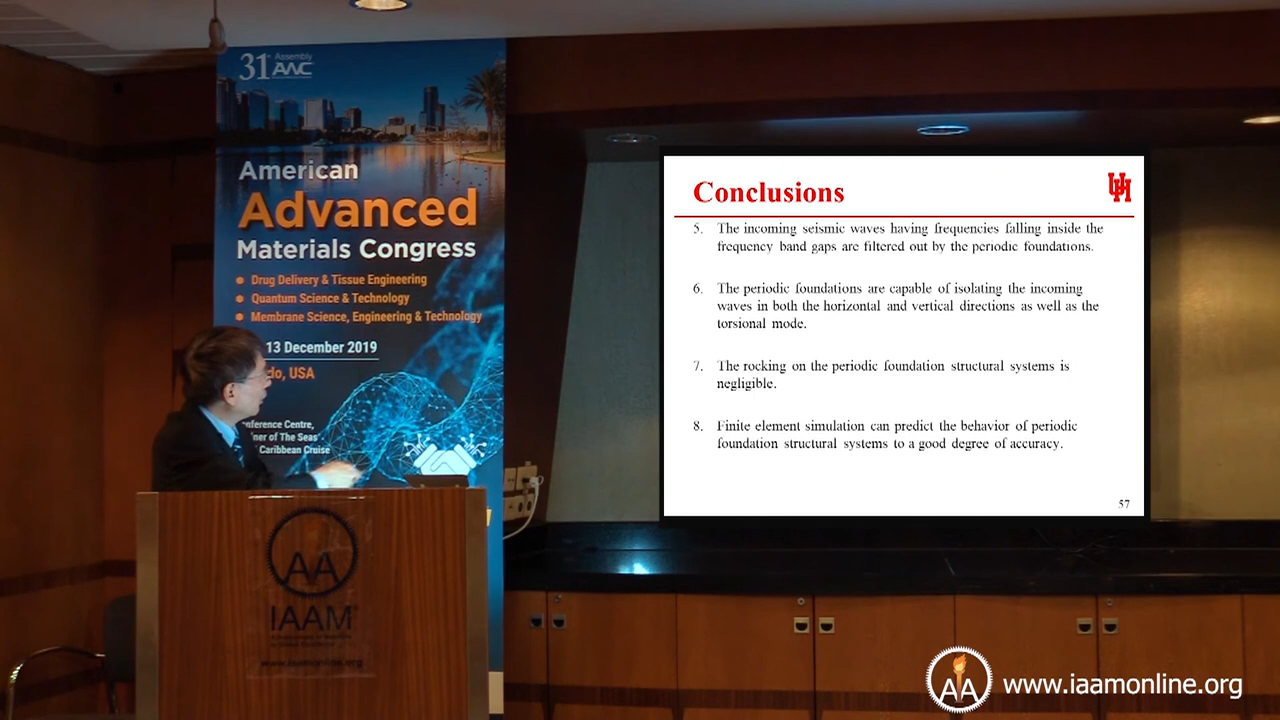 31st Assembly
AMC
American
Advanced
Materials Congress
Drug Delivery & Tissue Engineering
Quantum Science & Technology
Membrane Science, Engineering & Technology
13 December 2019
do, USA
nference Centre,
ner of The Seas
Caribbean Cruise
Conclusions
UH
5. The incoming seismic waves having frequencies falling inside the
frequency band gaps are filtered out by the periodic foundations.
6. The periodic foundations are capable of isolating the incoming
waves in both the horizontal and vertical directions as well as the
torsional mode.
7. The rocking on the periodic foundation structural systems is
negligible.
8. Finite element simulation can predict the behavior of periodic
foundation structural systems to a good degree of accuracy.
57
AA
IAAM
www.iaamonline.org
AA
www.iaamonline.org